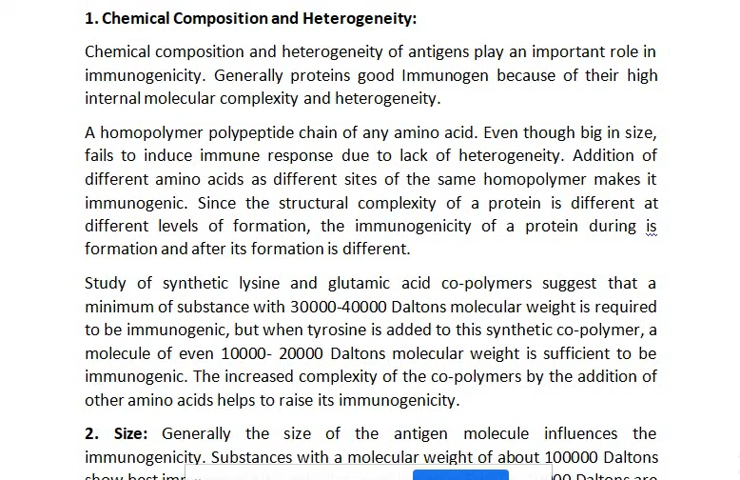 1. Chemical Composition and Heterogeneity:
Chemical composition and heterogeneity of antigens play an important role in
immunogenicity. Generally proteins good Immunogen because of their high
internal molecular complexity and heterogeneity.
A homopolymer polypeptide chain of any amino acid. Even though big in size,
fails to induce immune response due to lack of heterogeneity. Addition of
different amino acids as different sites of the same homopolymer makes it
immunogenic. Since the structural complexity of a protein is different at
different levels of formation, the immunogenicity of a protein during is
formation and after its formation is different.
Study of synthetic lysine and glutamic acid co-polymers suggest that a
minimum of substance with 30000-40000 Daltons molecular weight is required
to be immunogenic, but when tyrosine is added to this synthetic co-polymer, a
molecule of even 10000- 20000 Daltons molecular weight is sufficient to be
immunogenic. The increased complexity of the co-polymers by the addition of
other amino acids helps to raise its immunogenicity.
2. Size: Generally the size of the antigen molecule influences the
immunogenicity. Substances with a molecular weight of about 100000 Daltons
show best Daltons are